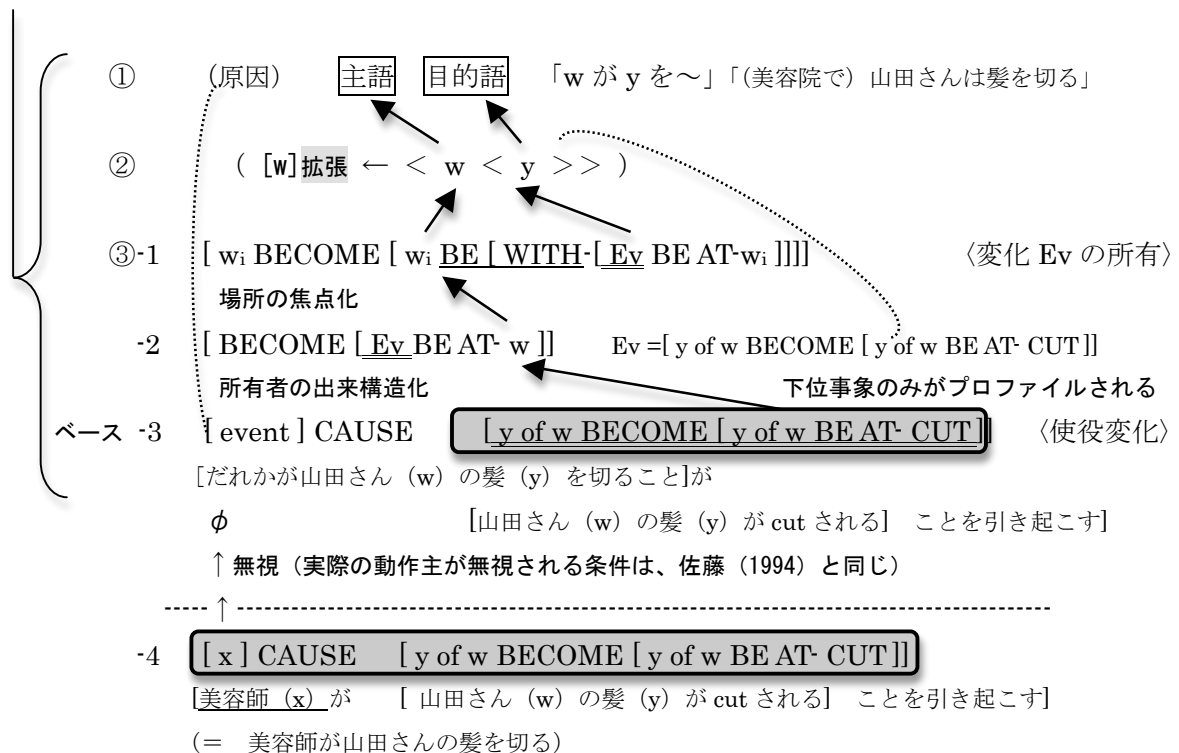 ① (原因) 主語 目的語 「w が y を~」「(美容院で) 山田さんは髪を切る」
② ( [w]拡張 ← < w < y >> )
③-1 [ wi BECOME [ wi BE [ WITH-[ Ev BE AT-wi ]]]] 〈変化 Ev の所有〉
場所の焦点化
-2 [ BECOME [ Ev BE AT- w ]] Ev =[ y of w BECOME [ y of w BE AT- CUT ]]
所有者の出来構造化 下位事象のみがプロファイルされる
ベース -3 [ event ] CAUSE [ y of w BECOME [ y of w BE AT- CUT ]] 〈使役変化〉
[だれかが山田さん(w)の髪(y)を切ること]が
φ [山田さん(w)の髪(y)が cut される] ことを引き起こす]
↑無視(実際の動作主が無視される条件は、佐藤(1994)と同じ)
----- ↑ -----
-4 [ x ] CAUSE [ y of w BECOME [ y of w BE AT- CUT ]]
[美容師(x)が [ 山田さん(w)の髪(y)が cut される] ことを引き起こす]
(= 美容師が山田さんの髪を切る)